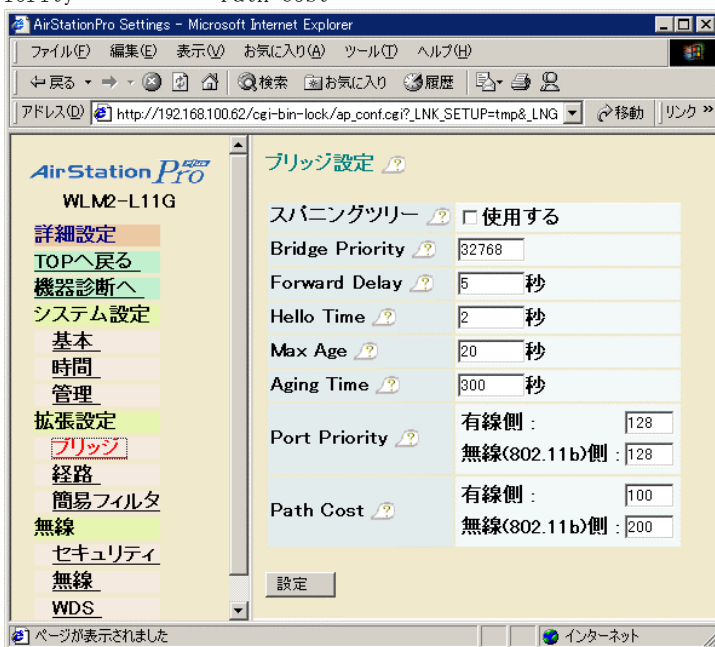 AirStationPro Settings - Microsoft Internet Explorer
ファイル(F) 編集(E) 表示(V) お気に入り(A) ツール(T) ヘルプ(H)
戻る 検索 お気に入り 履歴
アドレス(D) http://192.168.100.62/cgi-bin-lock/ap_conf.cgi?_LNK_SETUP=tmp&_LNG 移動 リンク »
AirStation Pro
WLM2-L11G
詳細設定
TOPへ戻る
機器診断へ
システム設定
基本
時間
管理
拡張設定
ブリッジ
経路
簡易フィルタ
無線
セキュリティ
無線
WDS
ブリッジ設定 ?
スパニングツリー ? 使用する
Bridge Priority ? 32768
Forward Delay ? 5 秒
Hello Time ? 2 秒
Max Age ? 20 秒
Aging Time ? 300 秒
Port Priority ? 有線側 : 128
無線(802.11b)側 : 128
Path Cost ? 有線側 : 100
無線(802.11b)側 : 200
設定
ページが表示されました インターネット